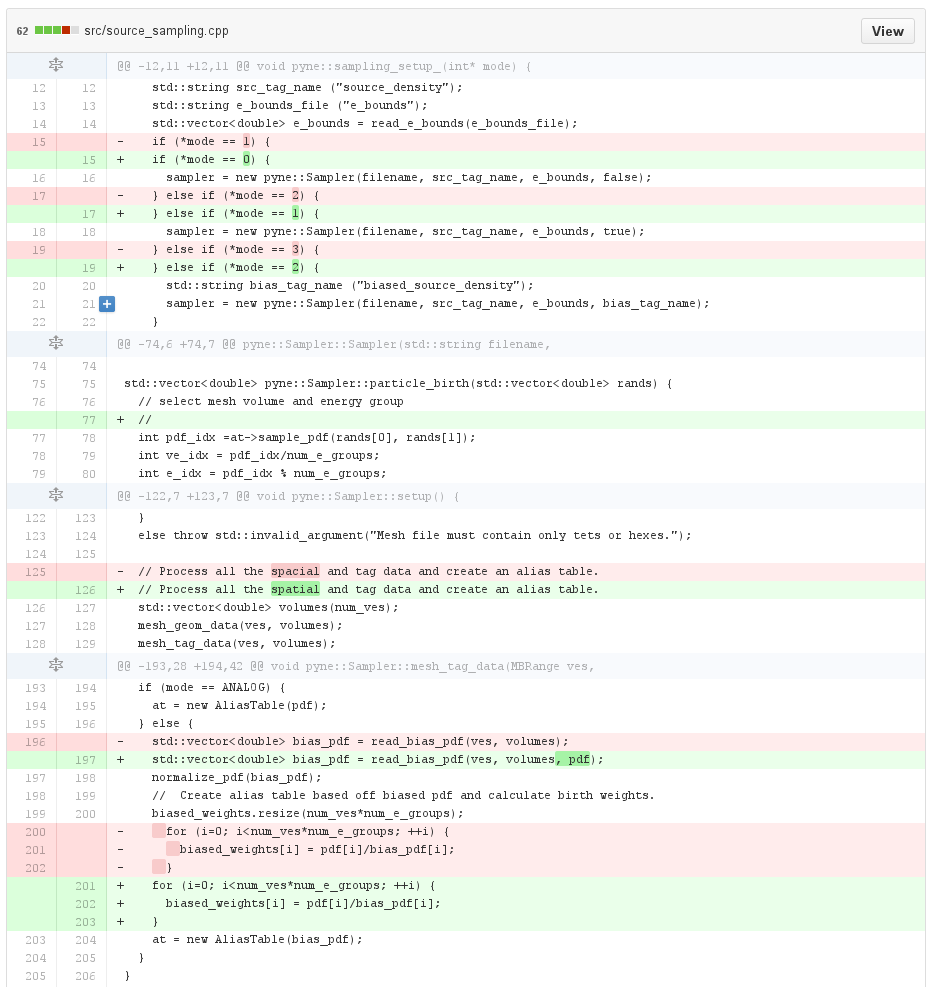 62 src/source_sampling.cpp View
@@ -12,11 +12,11 @@ void pyne::sampling_setup_(int* mode) {
12 12 std::string src_tag_name ("source_density");
13 13 std::string e_bounds_file ("e_bounds");
14 14 std::vector<double> e_bounds = read_e_bounds(e_bounds_file);
15 - if (*mode == 1) {
15 + if (*mode == 0) {
16 16 sampler = new pyne::Sampler(filename, src_tag_name, e_bounds, false);
17 - } else if (*mode == 2) {
17 + } else if (*mode == 1) {
18 18 sampler = new pyne::Sampler(filename, src_tag_name, e_bounds, true);
19 - } else if (*mode == 3) {
19 + } else if (*mode == 2) {
20 20 std::string bias_tag_name ("biased_source_density");
21 21 + sampler = new pyne::Sampler(filename, src_tag_name, e_bounds, bias_tag_name);
22 22 }
@@ -74,6 +74,7 @@ pyne::Sampler::Sampler(std::string filename,
74 74
75 75 std::vector<double> pyne::Sampler::particle_birth(std::vector<double> rands) {
76 76 // select mesh volume and energy group
77 + //
77 78 int pdf_idx =at->sample_pdf(rands[0], rands[1]);
78 79 int ve_idx = pdf_idx/num_e_groups;
79 80 int e_idx = pdf_idx % num_e_groups;
@@ -122,7 +123,7 @@ void pyne::Sampler::setup() {
122 123 }
123 124 else throw std::invalid_argument("Mesh file must contain only tets or hexes.");
124 125
125 - // Process all the spacial and tag data and create an alias table.
126 + // Process all the spatial and tag data and create an alias table.
126 127 std::vector<double> volumes(num_ves);
127 128 mesh_geom_data(ves, volumes);
128 129 mesh_tag_data(ves, volumes);
@@ -193,28 +194,42 @@ void pyne::Sampler::mesh_tag_data(MBRange ves,
193 194 if (mode == ANALOG) {
194 195 at = new AliasTable(pdf);
195 196 } else {
196 - std::vector<double> bias_pdf = read_bias_pdf(ves, volumes);
197 + std::vector<double> bias_pdf = read_bias_pdf(ves, volumes, pdf);
197 198 normalize_pdf(bias_pdf);
198 199 // Create alias table based off biased pdf and calculate birth weights.
199 200 biased_weights.resize(num_ves*num_e_groups);
200 - for (i=0; i<num_ves*num_e_groups; ++i) {
201 - biased_weights[i] = pdf[i]/bias_pdf[i];
202 - }
201 + for (i=0; i<num_ves*num_e_groups; ++i) {
202 + biased_weights[i] = pdf[i]/bias_pdf[i];
203 + }
203 204 at = new AliasTable(bias_pdf);
204 205 }
205 206 }